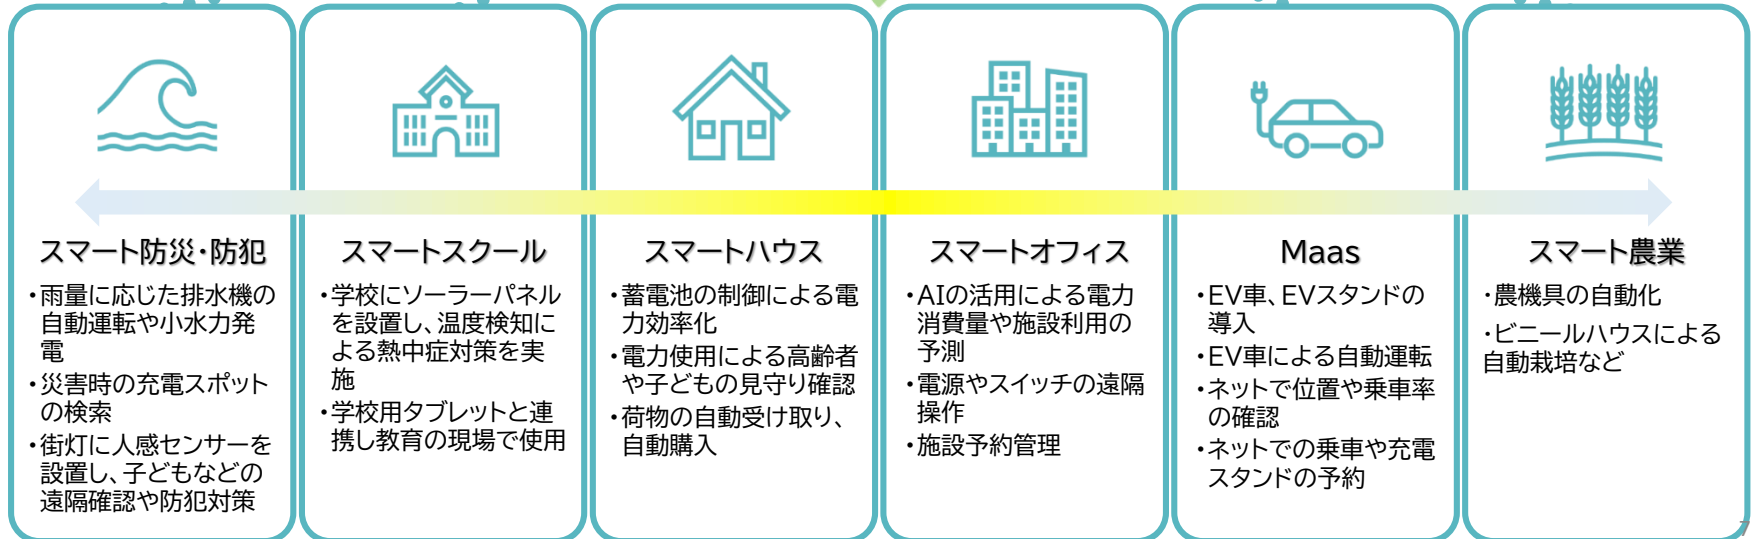 スマート防災・防犯
・雨量に応じた排水機の
自動運転や小水力発
電
・災害時の充電スポット
の検索
・街灯に人感センサーを
設置し、子どもなどの
遠隔確認や防犯対策
スマートスクール
・学校にソーラーパネル
を設置し、温度検知に
よる熱中症対策を実
施
・学校用タブレットと連
携し教育の現場で使用
スマートハウス
・蓄電池の制御による電
力効率化
・電力使用による高齢者
や子どもの見守り確認
・荷物の自動受け取り、
自動購入
スマートオフィス
・AIの活用による電力
消費量や施設利用の
予測
・電源やスイッチの遠隔
操作
・施設予約管理
Maas
・EV車、EVスタンドの
導入
・EV車による自動運転
・ネットで位置や乗車率
の確認
・ネットでの乗車や充電
スタンドの予約
スマート農業
・農機具の自動化
・ビニールハウスによる
自動栽培など
7